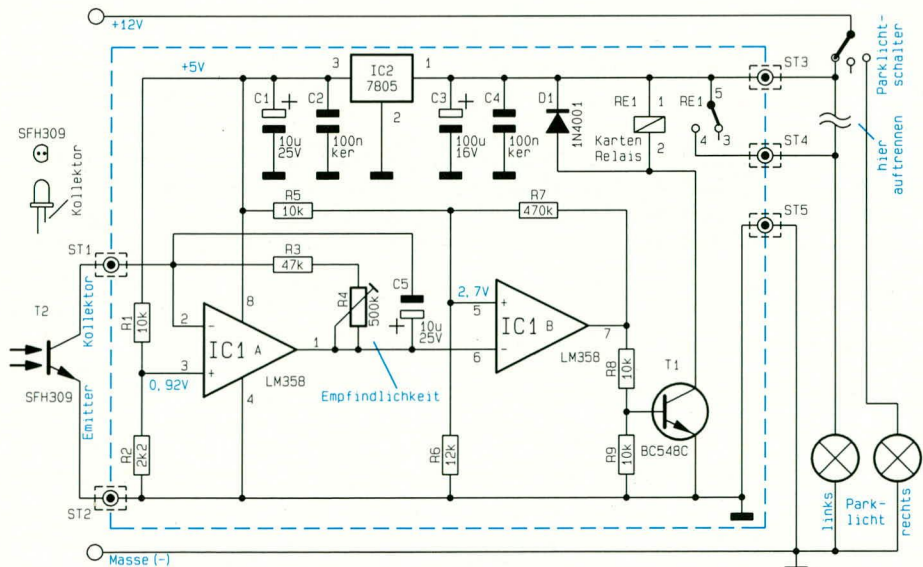 +12V
+5V
3
IC2
7805
1
2
C1
+
10u
25V
C2
100n
ker
C3
+
100u
16V
C4
100n
ker
D1
1N4001
RE1
1
2
Karten
Relais
RE1
5
4
3
ST3
ST4
ST5
Parklicht-
schalter
hier
auftrennen
SFH309
Kollektor
ST1
R5
10k
R7
470k
R3
47k
R4
500k
C5
+
10u
25V
T2
Kollektor
R1
10k
8
2
-
IC1 A
1
3
+
0,92V
LM358
4
Empfindlichkeit
2,7V
+
5
IC1 B
7
6
-
LM358
R8
10k
T1
SFH309
Emitter
R2
2k2
R6
12k
R9
10k
BC548C
ST2
links
Park-
licht
rechts
Masse (-)